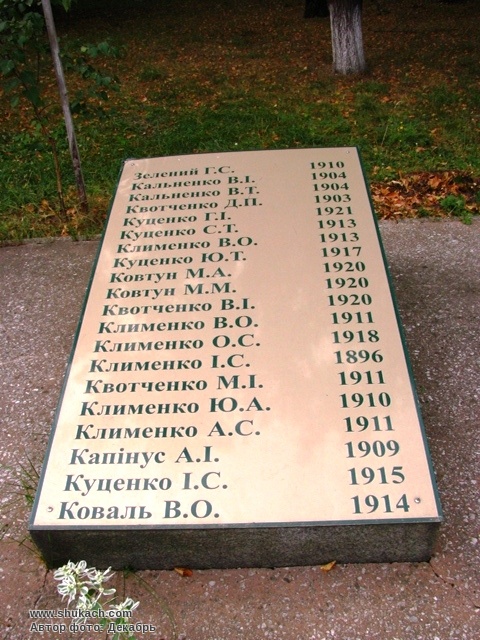 Зелений Г.С. 1910
Кальченко В.І. 1904
Кальченко В.Т. 1904
Квотченко Д.П. 1903
Куценко Г.І. 1921
Куценко С.Т. 1913
Клименко В.О. 1913
Куценко Ю.Т. 1917
Ковтун М.А. 1920
Ковтун М.М. 1920
Квотченко В.І. 1920
Клименко В.О. 1911
Клименко О.С. 1918
Клименко І.С. 1896
Квотченко М.І. 1911
Клименко Ю.А. 1910
Клименко А.С. 1911
Капінус А.І. 1909
Куценко І.С. 1915
Коваль В.О. 1914
www.shukach.com
Автор фото: Декабрь